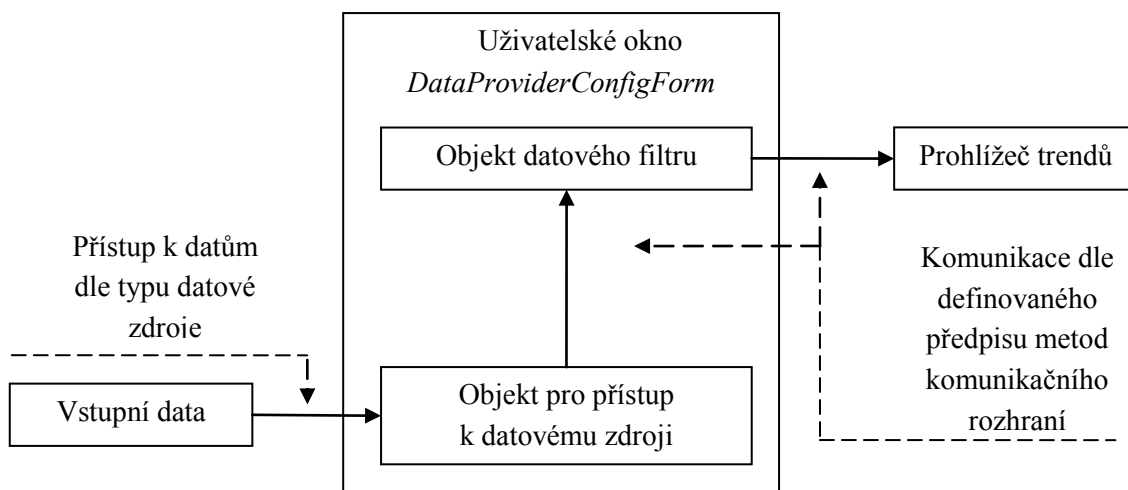 Uživatelské okno
DataProviderConfigForm
Objekt datového filtru
Prohlížeč trendů
Přístup k datům
dle typu datové
zdroje
Komunikace dle
definovaného
předpisu metod
komunikačního
rozhraní
Vstupní data
Objekt pro přístup
k datovému zdroji